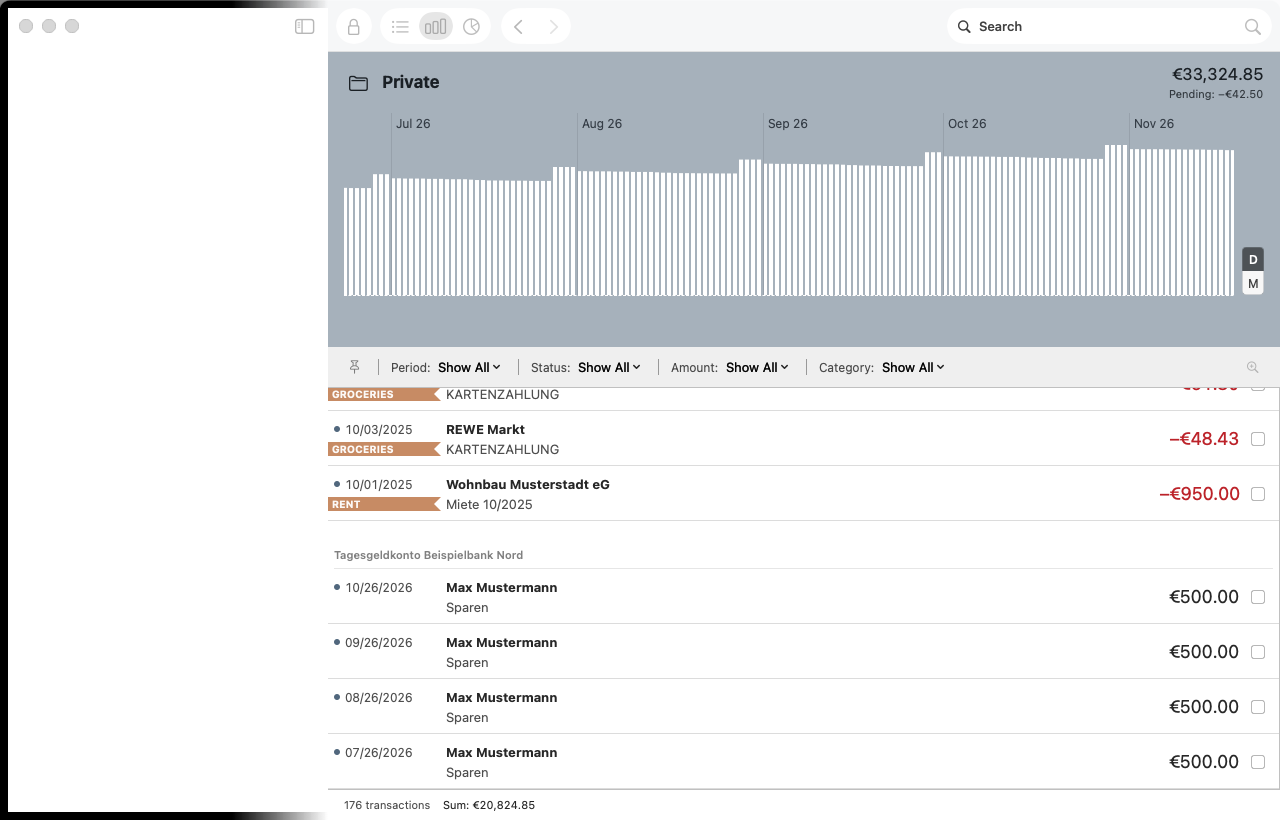 Search
Private
€33,324.85
Pending: −€42.50
Jul 26
Aug 26
Sep 26
Oct 26
Nov 26
D
M
Period: Show All
Status: Show All
Amount: Show All
Category: Show All
GROCERIES
KARTENZAHLUNG
10/03/2025
REWE Markt
GROCERIES
KARTENZAHLUNG
−€48.43
10/01/2025
Wohnbau Musterstadt eG
RENT
Miete 10/2025
−€950.00
Tagesgeldkonto Beispielbank Nord
10/26/2026
Max Mustermann
Sparen
€500.00
09/26/2026
Max Mustermann
Sparen
€500.00
08/26/2026
Max Mustermann
Sparen
€500.00
07/26/2026
Max Mustermann
Sparen
€500.00
176 transactions
Sum: €20,824.85